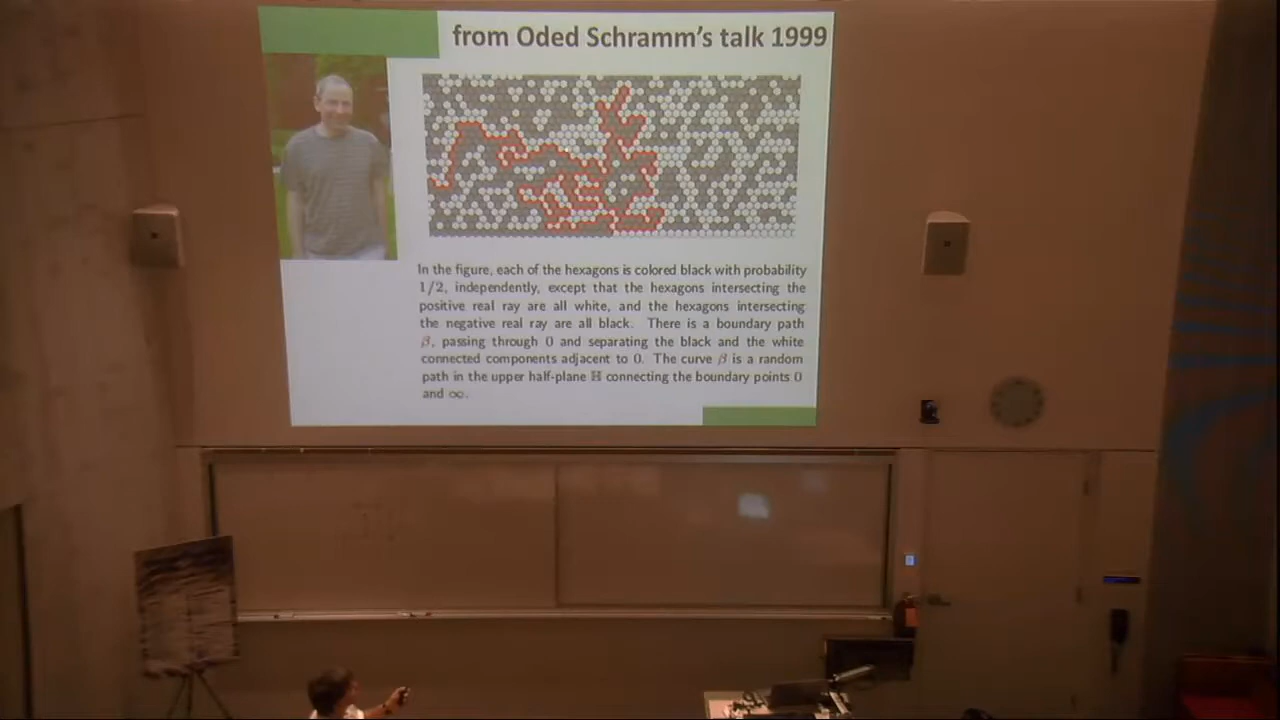 from Oded Schramm's talk 1999
In the figure, each of the hexagons is colored black with probability
1/2, independently, except that the hexagons intersecting the
positive real ray are all white, and the hexagons intersecting
the negative real ray are all black. There is a boundary path
β, passing through 0 and separating the black and the white
connected components adjacent to 0. The curve β is a random
path in the upper half-plane ℍ connecting the boundary points 0
and ∞.